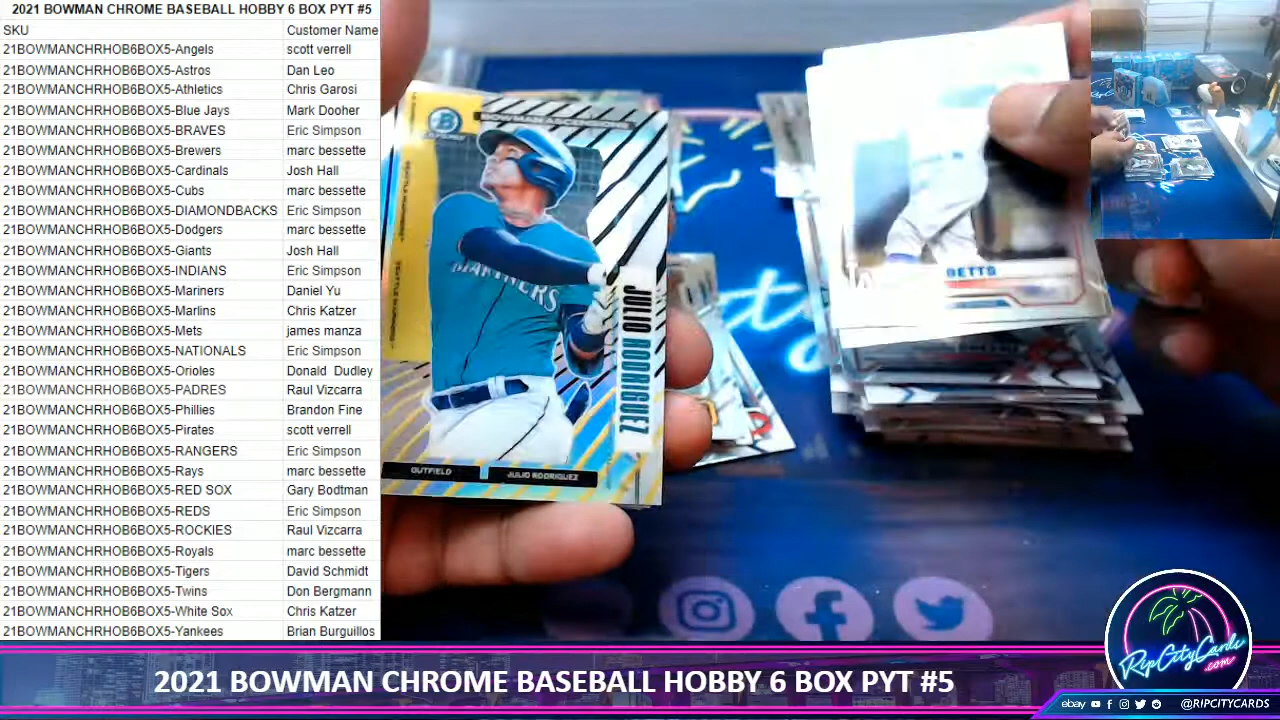 2021 BOWMAN CHROME BASEBALL HOBBY 6 BOX PYT #5
SKU Customer Name
21BOWMANCHRHOB6BOX5-Angels scott verrell
21BOWMANCHRHOB6BOX5-Astros Dan Leo
21BOWMANCHRHOB6BOX5-Athletics Chris Garosi
21BOWMANCHRHOB6BOX5-Blue Jays Mark Dooher
21BOWMANCHRHOB6BOX5-BRAVES Eric Simpson
21BOWMANCHRHOB6BOX5-Brewers marc bessette
21BOWMANCHRHOB6BOX5-Cardinals Josh Hall
21BOWMANCHRHOB6BOX5-Cubs marc bessette
21BOWMANCHRHOB6BOX5-DIAMONDBACKS Eric Simpson
21BOWMANCHRHOB6BOX5-Dodgers marc bessette
21BOWMANCHRHOB6BOX5-Giants Josh Hall
21BOWMANCHRHOB6BOX5-INDIANS Eric Simpson
21BOWMANCHRHOB6BOX5-Mariners Daniel Yu
21BOWMANCHRHOB6BOX5-Marlins Chris Katzer
21BOWMANCHRHOB6BOX5-Mets james manza
21BOWMANCHRHOB6BOX5-NATIONALS Eric Simpson
21BOWMANCHRHOB6BOX5-Orioles Donald Dudley
21BOWMANCHRHOB6BOX5-PADRES Raul Vizcarra
21BOWMANCHRHOB6BOX5-Phillies Brandon Fine
21BOWMANCHRHOB6BOX5-Pirates scott verrell
21BOWMANCHRHOB6BOX5-RANGERS Eric Simpson
21BOWMANCHRHOB6BOX5-Rays marc bessette
21BOWMANCHRHOB6BOX5-RED SOX Gary Bodtman
21BOWMANCHRHOB6BOX5-REDS Eric Simpson
21BOWMANCHRHOB6BOX5-ROCKIES Raul Vizcarra
21BOWMANCHRHOB6BOX5-Royals marc bessette
21BOWMANCHRHOB6BOX5-Tigers David Schmidt
21BOWMANCHRHOB6BOX5-Twins Don Bergmann
21BOWMANCHRHOB6BOX5-White Sox Chris Katzer
21BOWMANCHRHOB6BOX5-Yankees Brian Burguillos
B
MARINERS
JULIO RODRIGUEZ
OUTFIELD
JULIO RODRIGUEZ
BETTS
RipCityCards
.com
2021 BOWMAN CHROME BASEBALL HOBBY 6 BOX PYT #5
ebay @RIPCITYCARDS